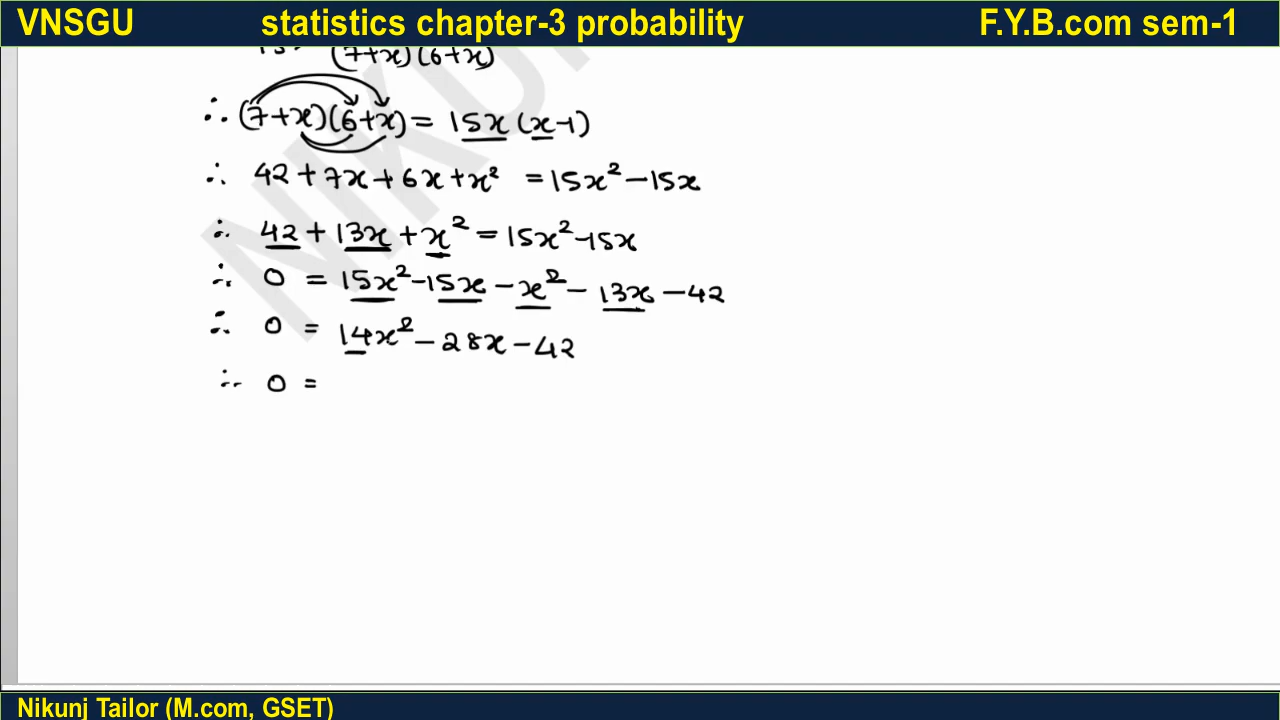 VNSGU statistics chapter-3 probability F.Y.B.com sem-1
(7+x)(6+x)
∴ (7+x)(6+x) = 15x (x-1)
∴ 42 + 7x + 6x + x² = 15x² - 15x
∴ 42 + 13x + x² = 15x² - 15x
∴ 0 = 15x² - 15x - x² - 13x - 42
∴ 0 = 14x² - 28x - 42
∴ 0 =
Nikunj Tailor (M.com, GSET)